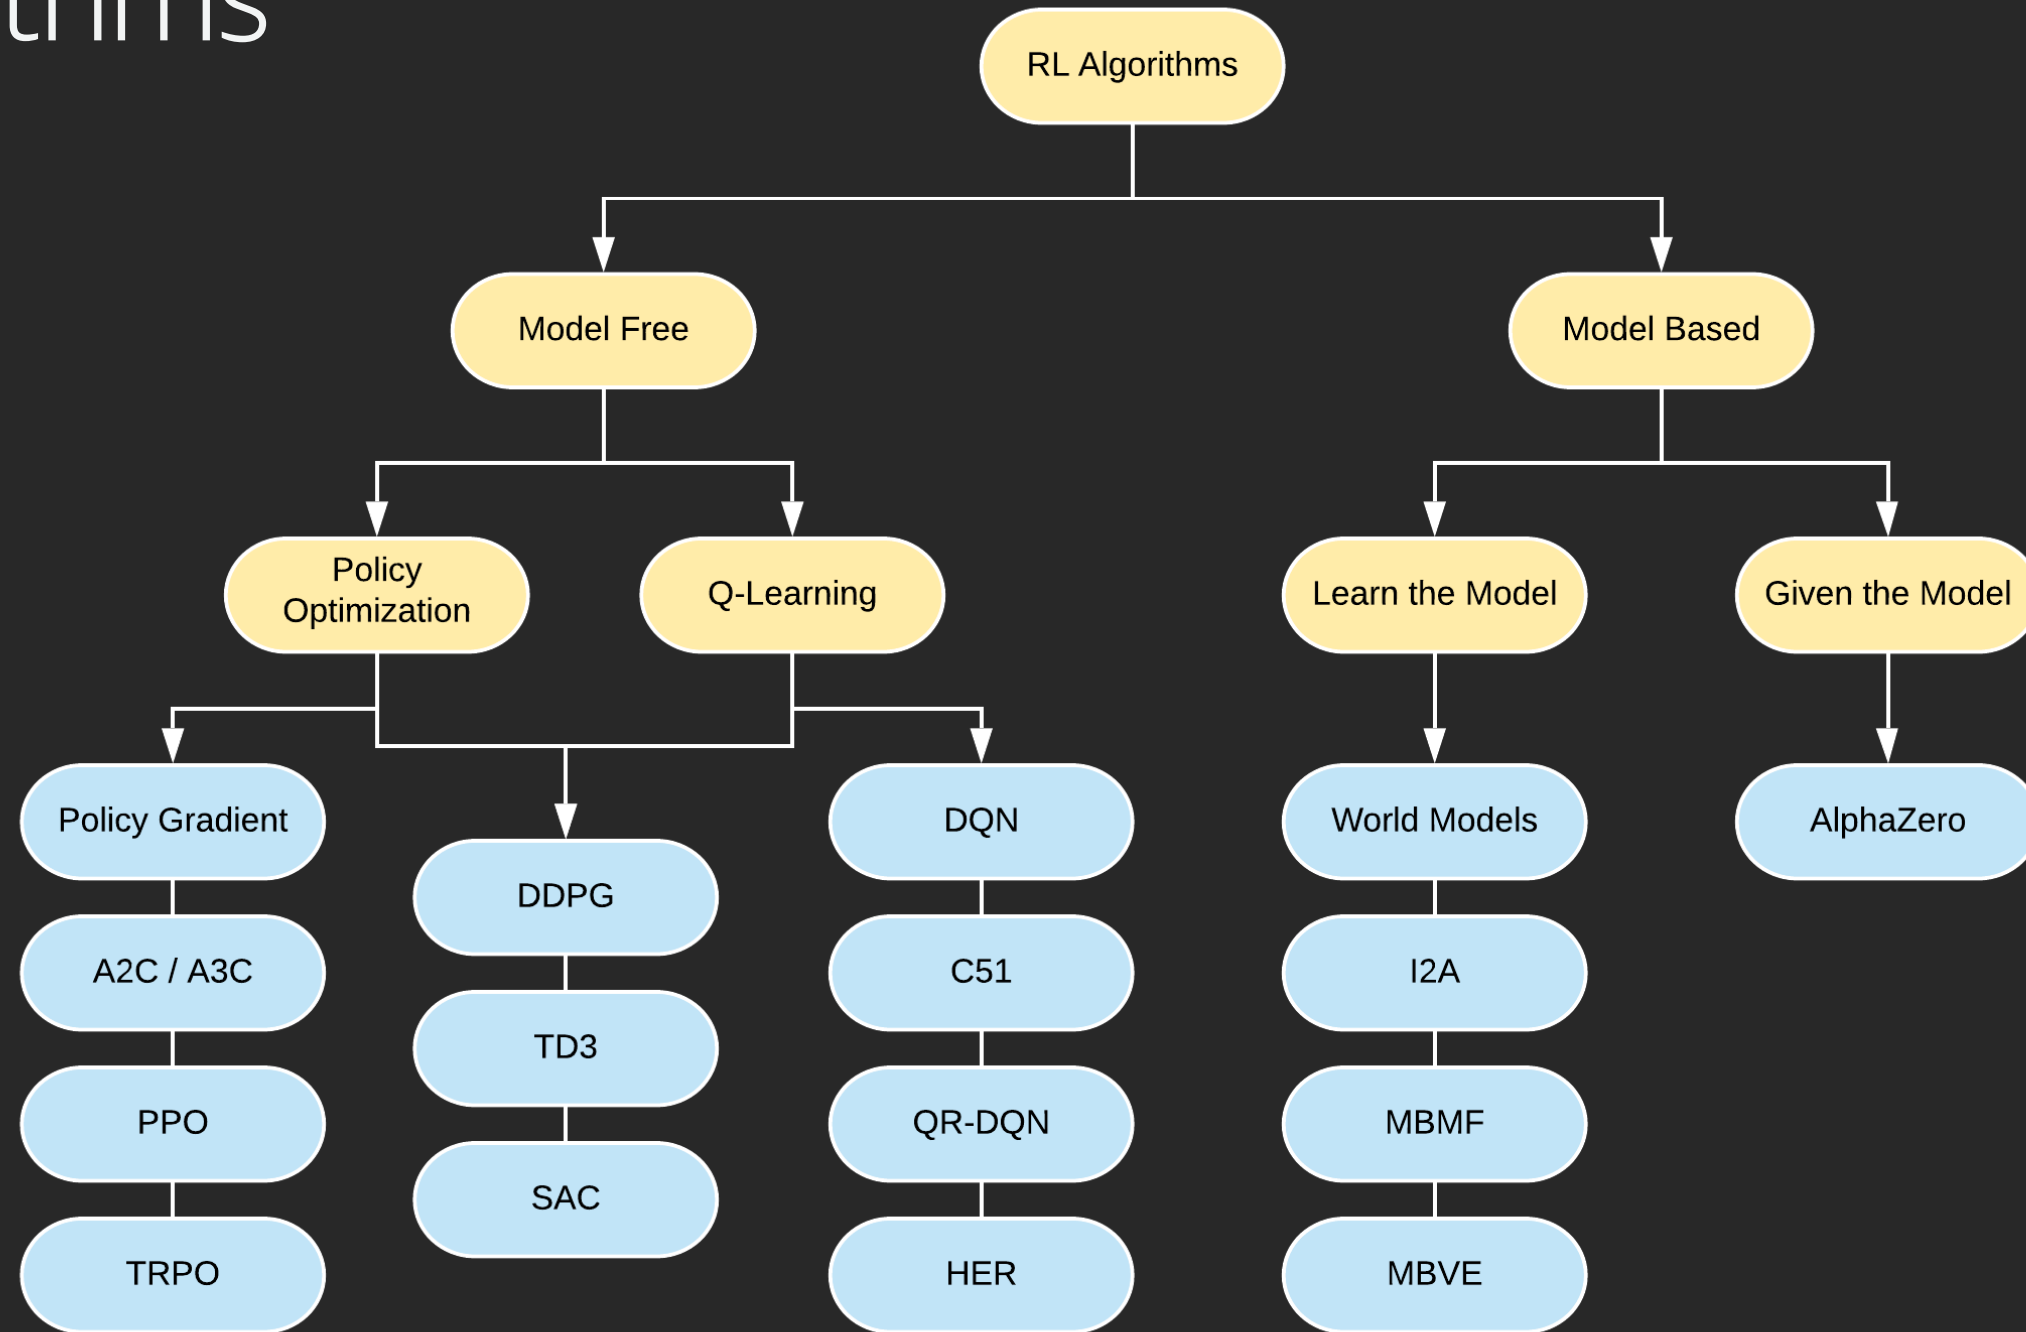 RL Algorithms
Model Free
Model Based
Policy
Optimization
Q-Learning
Learn the Model
Given the Model
Policy Gradient
DQN
World Models
AlphaZero
DDPG
A2C / A3C
C51
I2A
TD3
PPO
QR-DQN
MBMF
SAC
TRPO
HER
MBVE